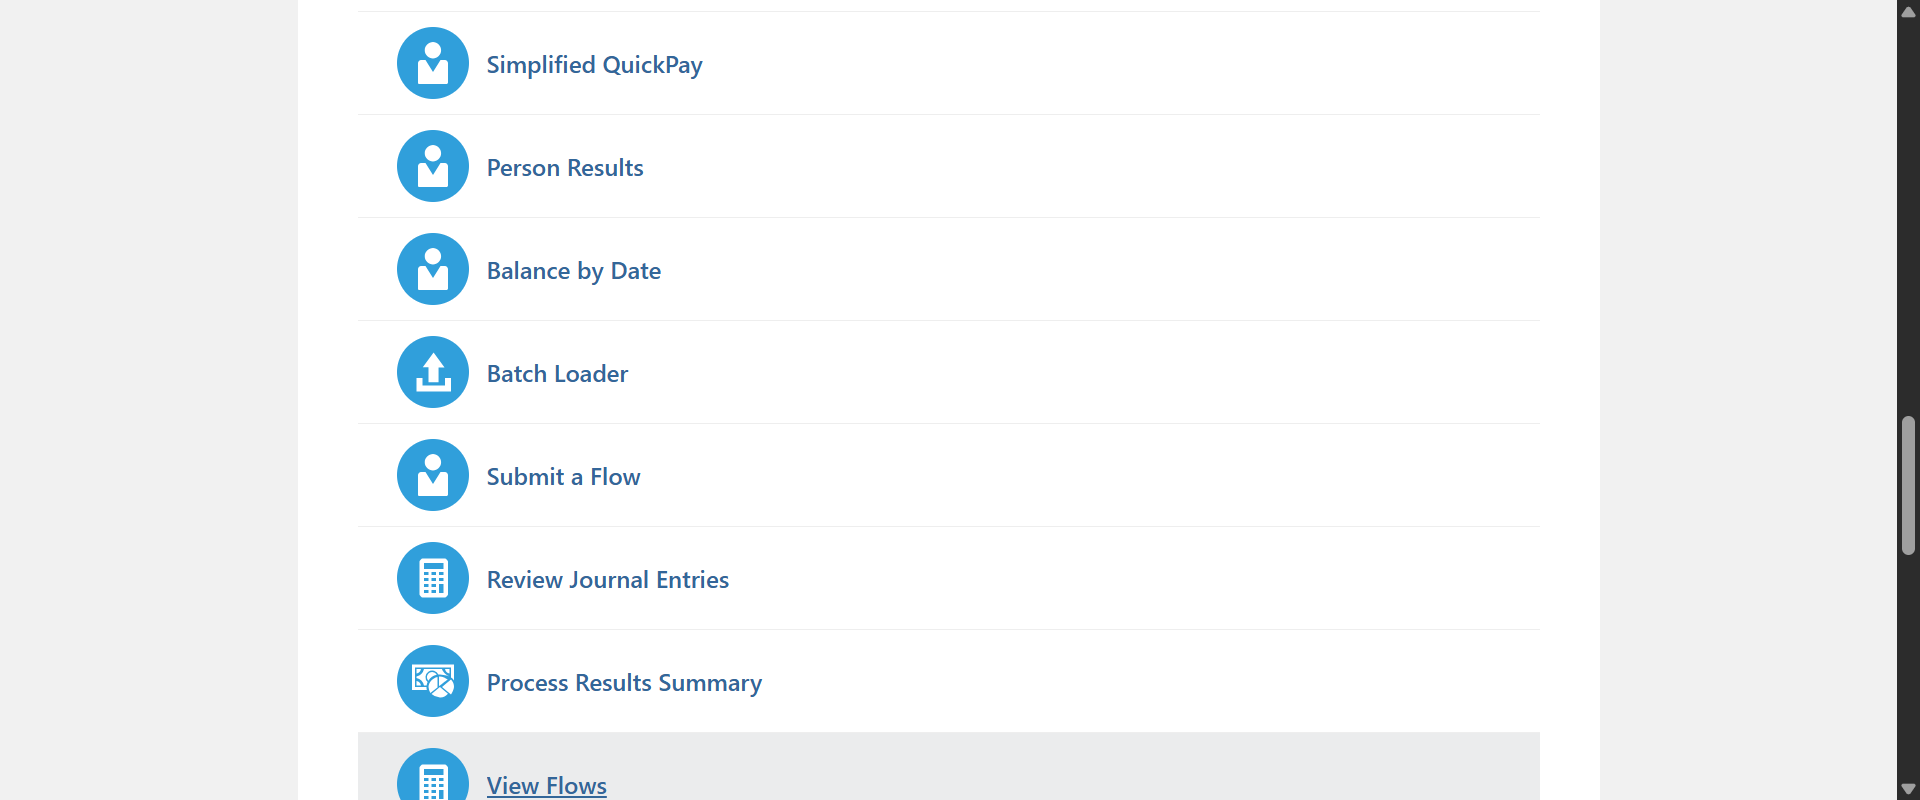 Simplified QuickPay
Person Results
Balance by Date
Batch Loader
Submit a Flow
Review Journal Entries
Process Results Summary
View Flows